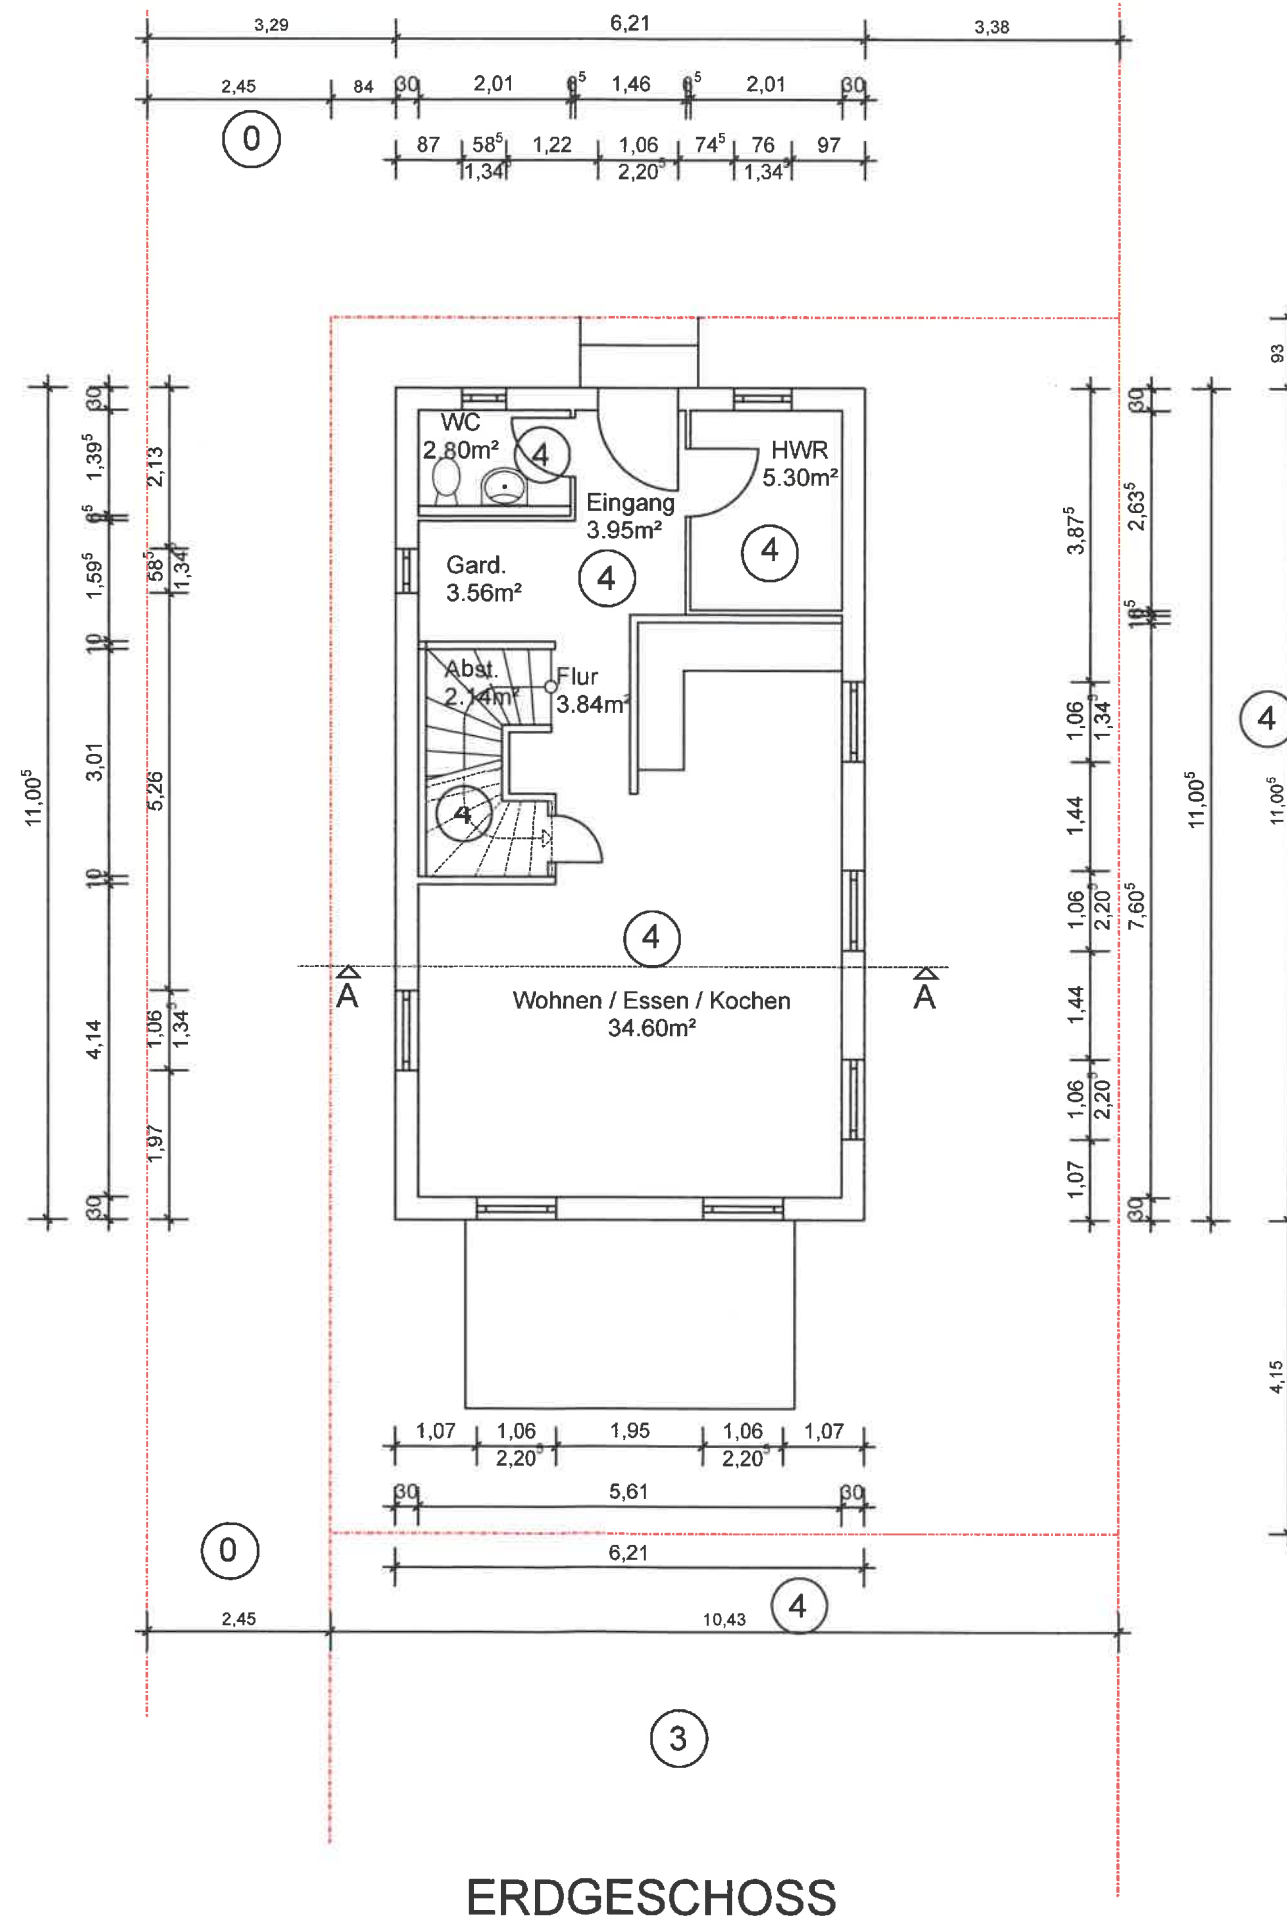 3,29 6,21 3,38
2,45 84 30 2,01 6⁵ 1,46 6⁵ 2,01 30
0
87 58⁵ 1,22 1,06 74⁵ 76 97
1,34⁵ 2,20⁵ 1,34⁵
93
30
1,39⁵
6⁵
1,59⁵
10
3,01
10
4,14
30
11,00⁵
2,13
58⁵
1,34⁵
5,26
1,06
1,34⁵
1,97
WC
2.80m²
4
HWR
5.30m²
4
Eingang
3.95m²
4
Gard.
3.56m²
Abst.
2.14m²
Flur
3.84m²
4
4
A A
Wohnen / Essen / Kochen
34.60m²
3,87⁵
1,06
1,34⁵
1,44
1,06
2,20⁵
1,44
1,06
2,20⁵
1,07
30
2,63⁵
7,60⁵
30
11,00⁵
4
11,00⁵
4,15
1,07 1,06 1,95 1,06 1,07
2,20⁵ 2,20⁵
30 5,61 30
0
6,21
4
2,45 10,43
3
ERDGESCHOSS